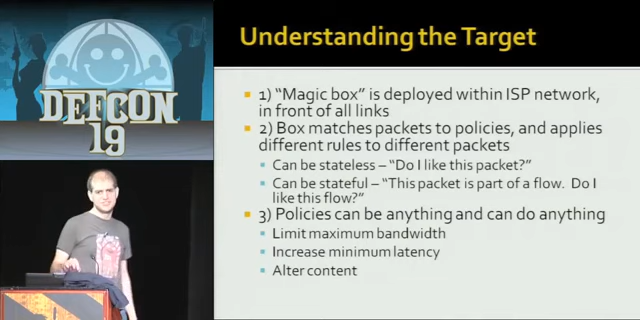 DEFCON
19
Understanding the Target
1) "Magic box" is deployed within ISP network,
in front of all links
2) Box matches packets to policies, and applies
different rules to different packets
Can be stateless – "Do I like this packet?"
Can be stateful – "This packet is part of a flow. Do I
like this flow?"
3) Policies can be anything and can do anything
Limit maximum bandwidth
Increase minimum latency
Alter content